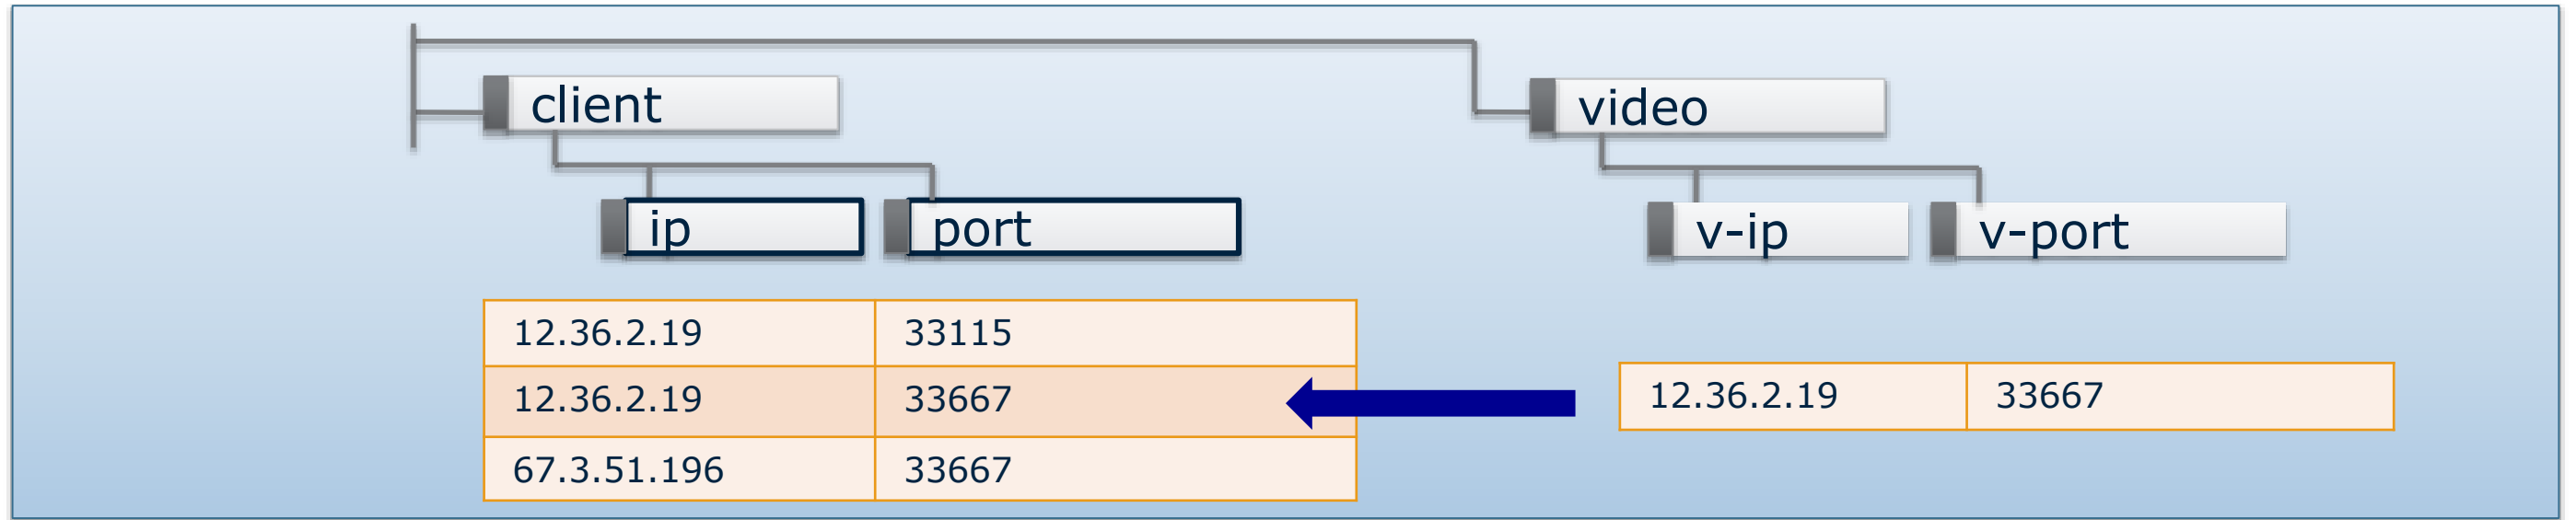 client
video
ip
port
v-ip
v-port
12.36.2.19 33115
12.36.2.19 33667
67.3.51.196 33667
12.36.2.19 33667